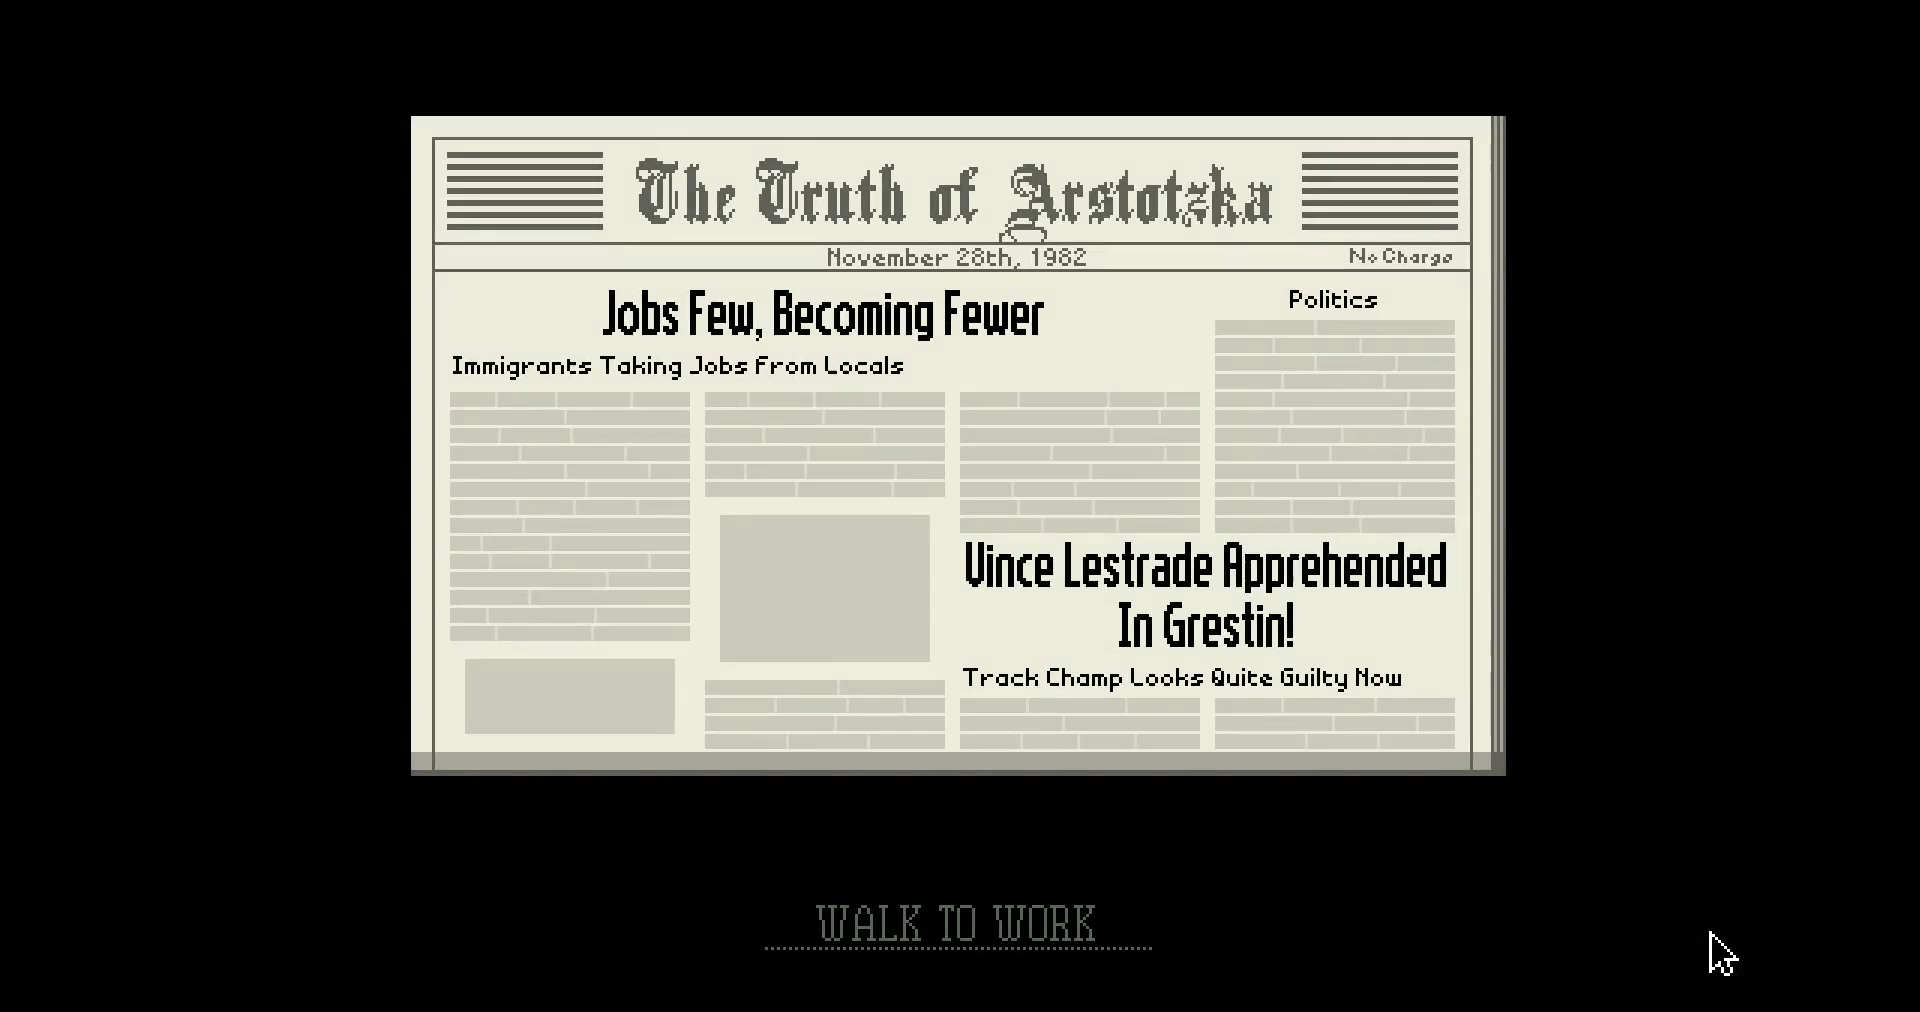 The Truth of Arstotzka
November 28th, 1982
No Charge
Jobs Few, Becoming Fewer
Immigrants Taking Jobs From Locals
Politics
Vince Lestrade Apprehended
In Grestin!
Track Champ Looks Quite Guilty Now
WALK TO WORK